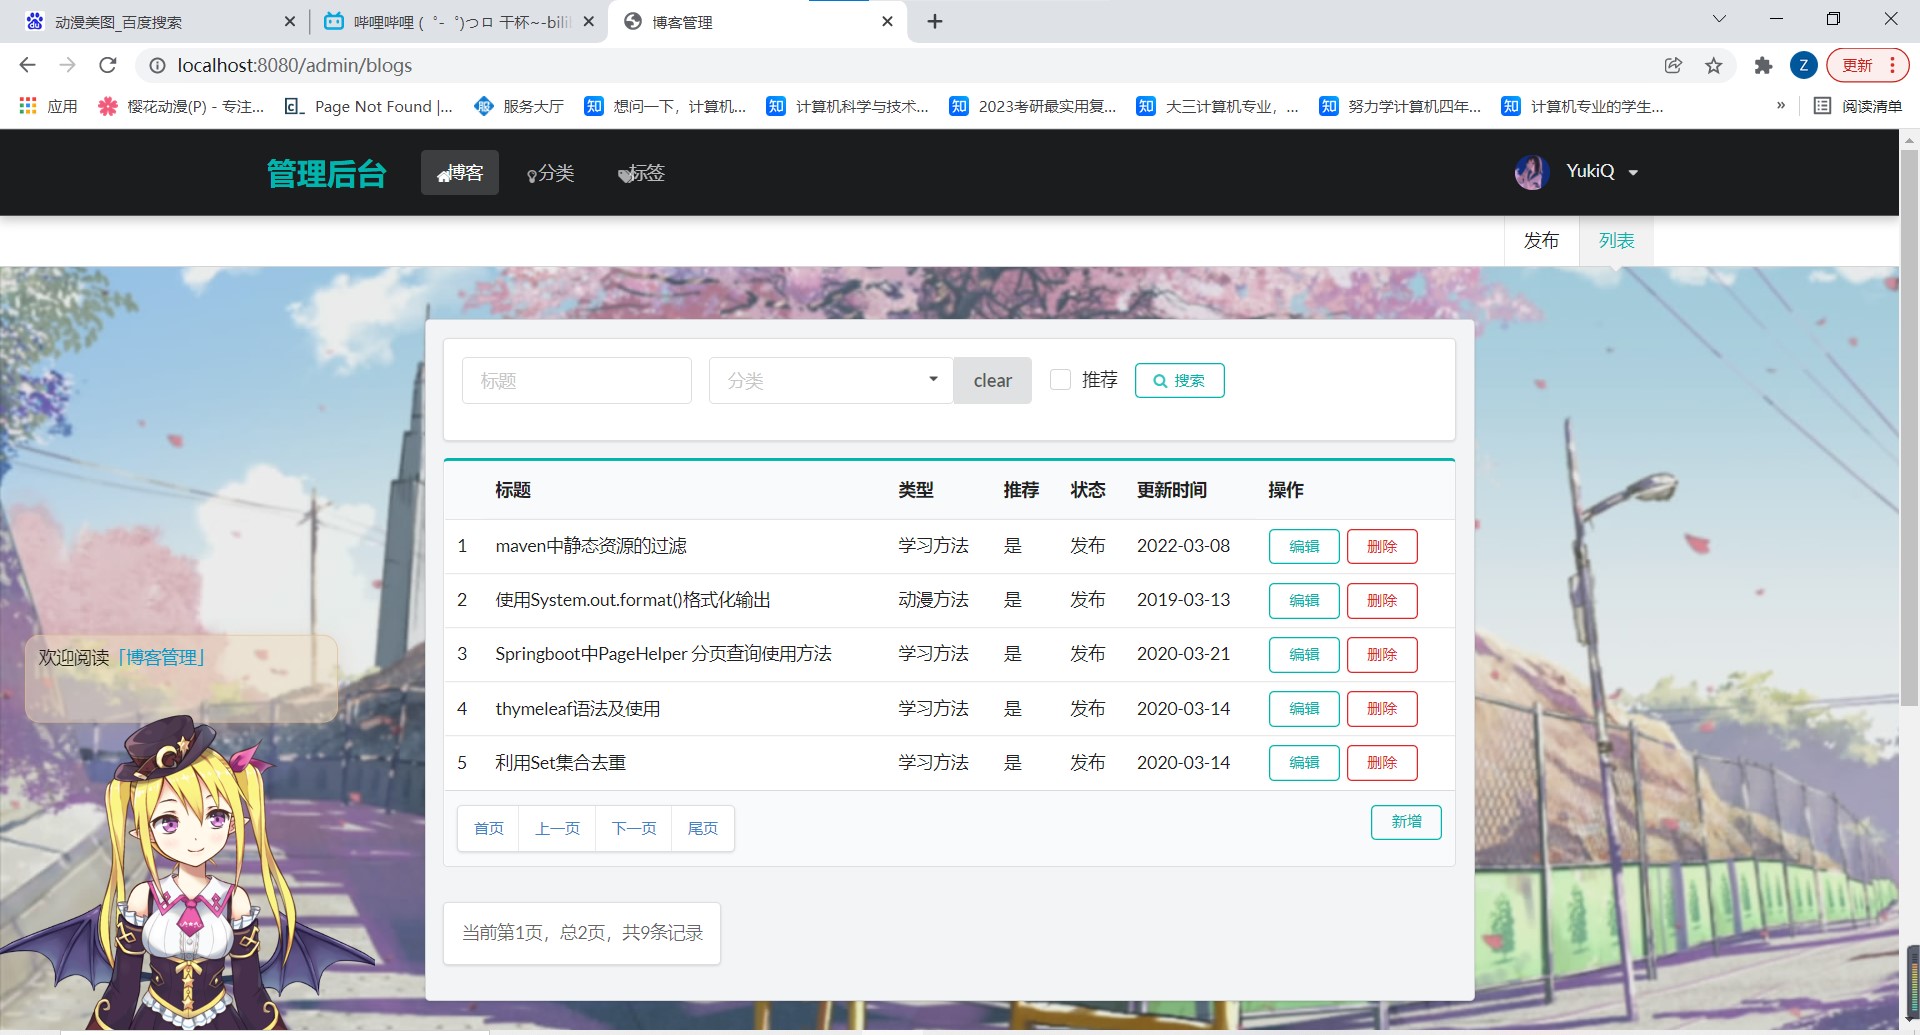 动漫美图_百度搜索
哔哩哔哩 (゜-゜)つロ 干杯~-bili
博客管理
localhost:8080/admin/blogs
Z
更新
应用
樱花动漫(P) - 专注...
Page Not Found |...
服务大厅
知 想问一下，计算机...
知 计算机科学与技术...
知 2023考研最实用复...
知 大三计算机专业，...
知 努力学计算机四年...
知 计算机专业的学生...
»
阅读清单
管理后台
博客
分类
标签
YukiQ
发布
列表
标题
分类
clear
推荐
搜索
标题 类型 推荐 状态 更新时间 操作
1 maven中静态资源的过滤 学习方法 是 发布 2022-03-08 编辑 删除
2 使用System.out.format()格式化输出 动漫方法 是 发布 2019-03-13 编辑 删除
3 Springboot中PageHelper 分页查询使用方法 学习方法 是 发布 2020-03-21 编辑 删除
4 thymeleaf语法及使用 学习方法 是 发布 2020-03-14 编辑 删除
5 利用Set集合去重 学习方法 是 发布 2020-03-14 编辑 删除
首页 上一页 下一页 尾页
新增
当前第1页，总2页，共9条记录
欢迎阅读「博客管理」